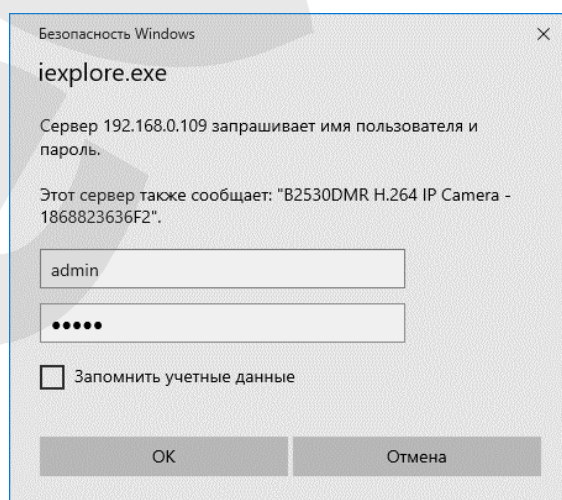 Безопасность Windows
iexplore.exe
Сервер 192.168.0.109 запрашивает имя пользователя и
пароль.
Этот сервер также сообщает: "B2530DMR H.264 IP Camera -
1868823636F2".
admin
•••••
Запомнить учетные данные
ОК
Отмена